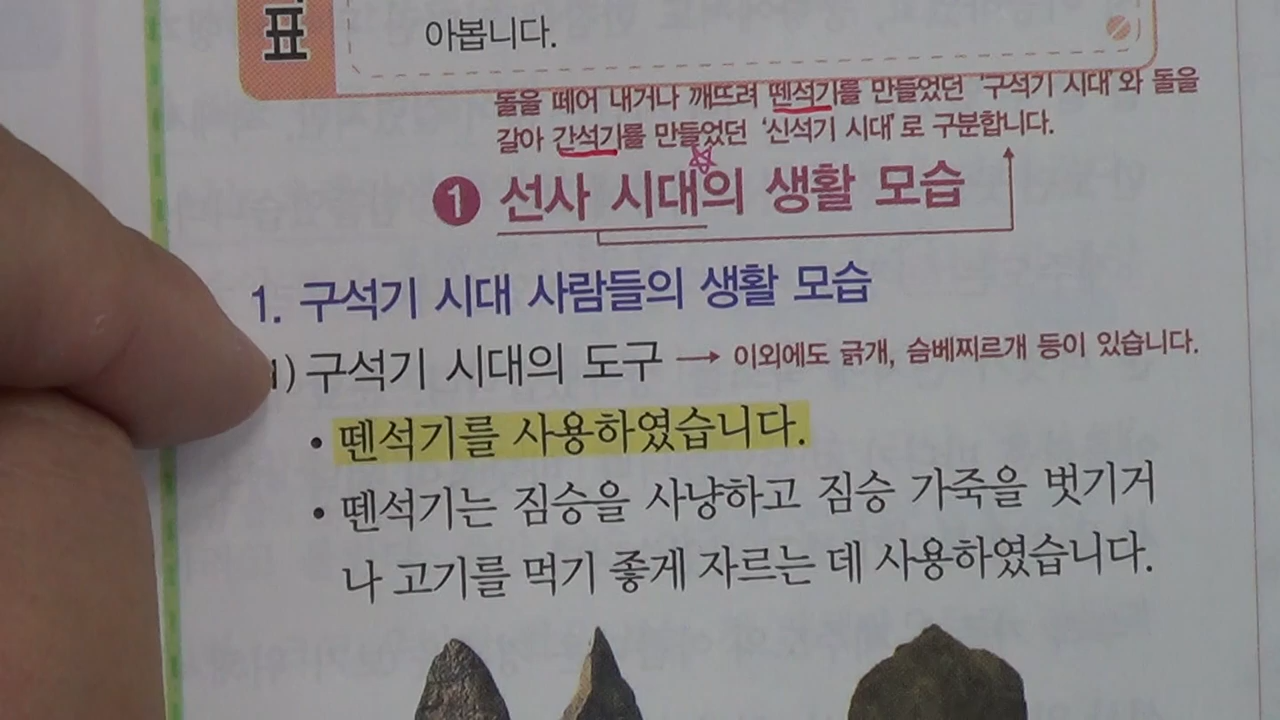 표
아봅니다.
돌을 떼어 내거나 깨뜨려 뗀석기를 만들었던 '구석기 시대'와 돌을
갈아 간석기를 만들었던 '신석기 시대'로 구분합니다.
1 선사 시대의 생활 모습
1. 구석기 시대 사람들의 생활 모습
1) 구석기 시대의 도구 → 이외에도 긁개, 슴베찌르개 등이 있습니다.
• 뗀석기를 사용하였습니다.
• 뗀석기는 짐승을 사냥하고 짐승 가죽을 벗기거
나 고기를 먹기 좋게 자르는 데 사용하였습니다.